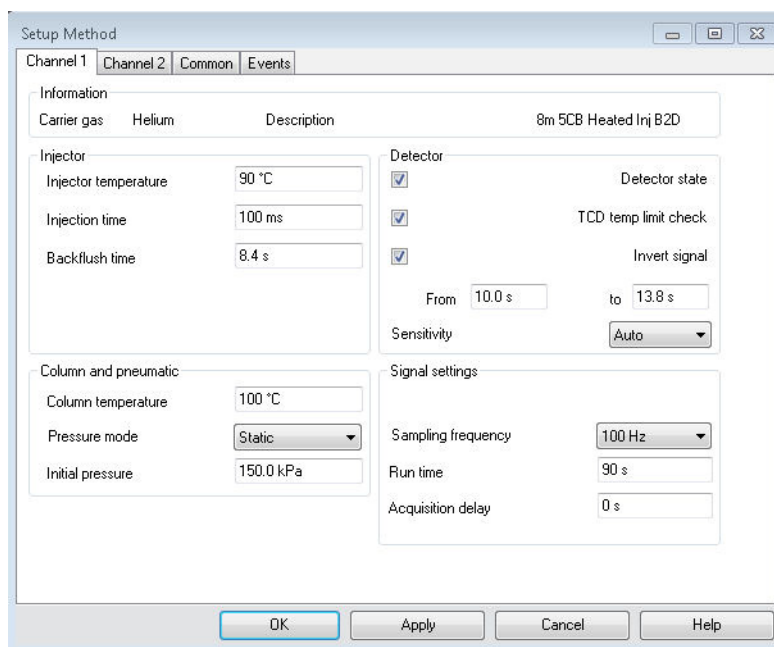 Setup Method
Channel 1 Channel 2 Common Events
Information
Carrier gas Helium Description 8m 5CB Heated Inj B2D
Injector
Injector temperature 90 °C
Injection time 100 ms
Backflush time 8.4 s
Detector
Detector state
TCD temp limit check
Invert signal
From 10.0 s to 13.8 s
Sensitivity Auto
Column and pneumatic
Column temperature 100 °C
Pressure mode Static
Initial pressure 150.0 kPa
Signal settings
Sampling frequency 100 Hz
Run time 90 s
Acquisition delay 0 s
OK Apply Cancel Help